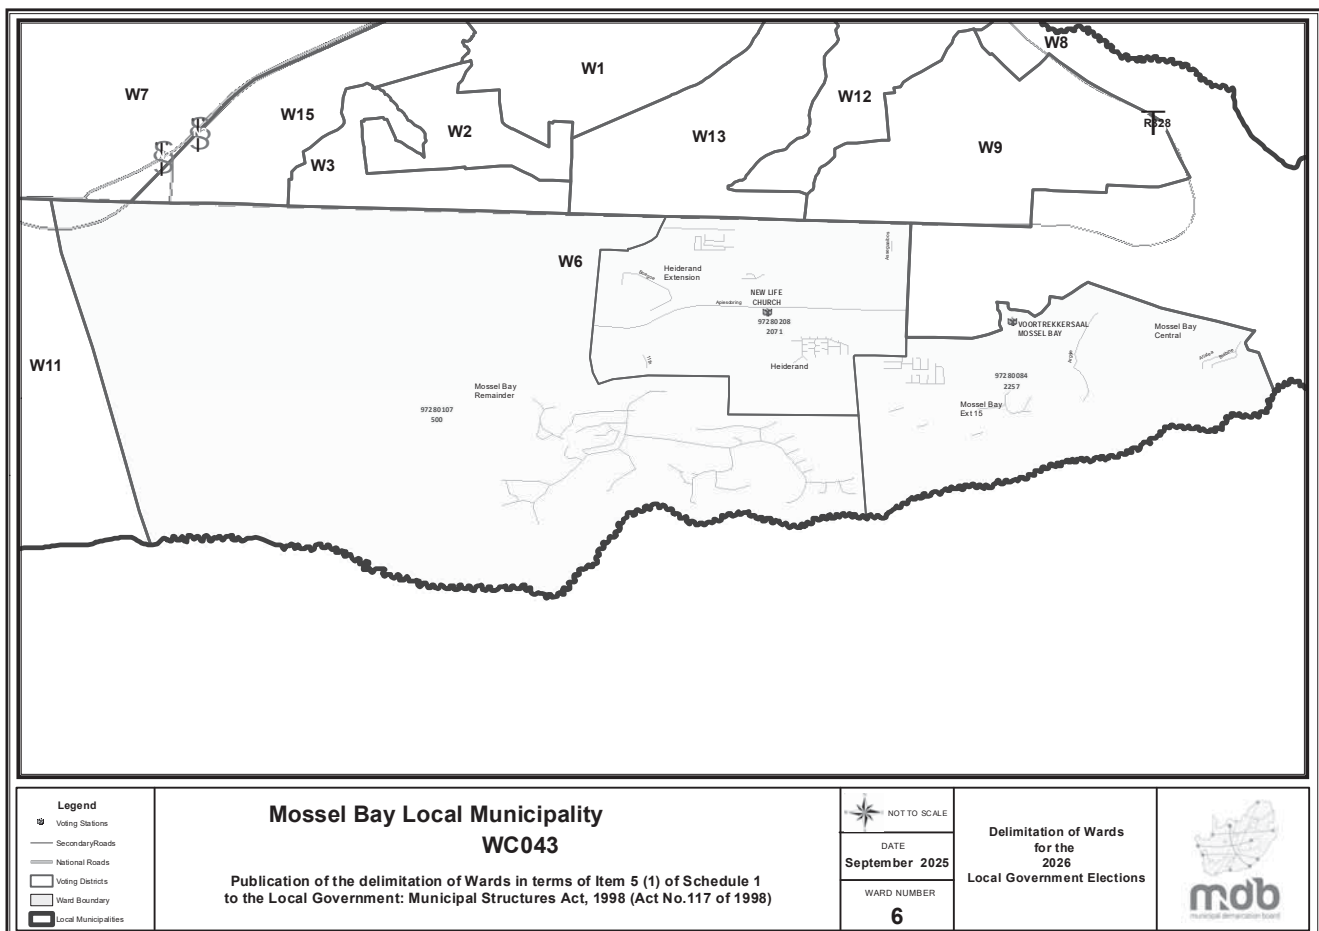 W8
W1
W7
W12
W15
W2
W13
R328
W9
W3
W6
Asseganibos
Heiderand
Extension
NEW LIFE
CHURCH
Apiesdoring
97280208
2071
VOORTREKKERSAAL
MOSSEL BAY
Mossel Bay
Central
W11
Heiderand
97280084
2257
Mossel Bay
Remainder
Mossel Bay
Ext 15
97280107
500
Legend
Voting Stations
SecondaryRoads
National Roads
Voting Districts
Ward Boundary
Local Municipalities
Mossel Bay Local Municipality
WC043
Publication of the delimitation of Wards in terms of Item 5 (1) of Schedule 1
to the Local Government: Municipal Structures Act, 1998 (Act No.117 of 1998)
NOT TO SCALE
DATE
September 2025
WARD NUMBER
6
Delimitation of Wards
for the
2026
Local Government Elections
mdb
municipal demarcation board